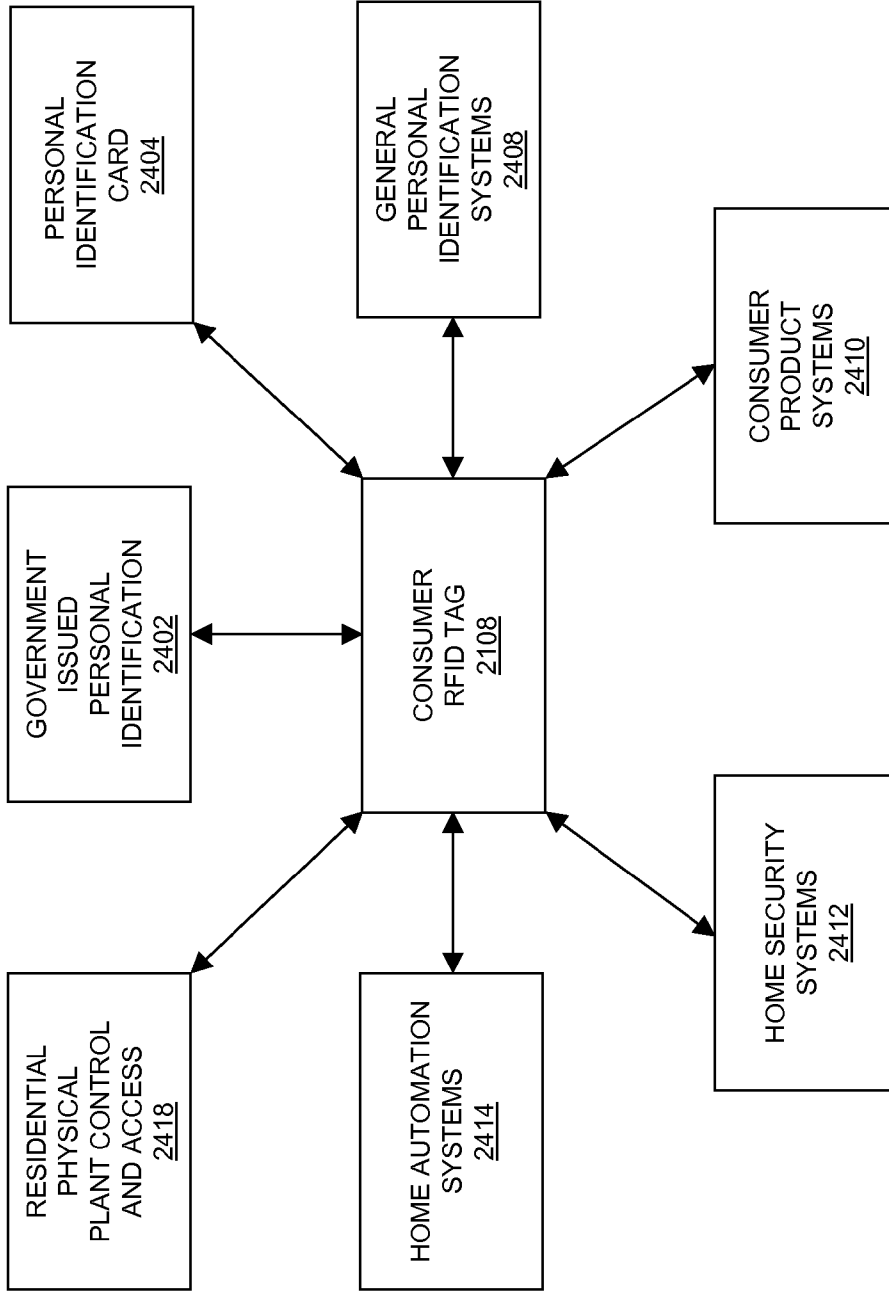 RESIDENTIAL
PHYSICAL
PLANT CONTROL
AND ACCESS
2418
GOVERNMENT
ISSUED
PERSONAL
IDENTIFICATION
2402
PERSONAL
IDENTIFICATION
CARD
2404
HOME AUTOMATION
SYSTEMS
2414
CONSUMER
RFID TAG
2108
GENERAL
PERSONAL
IDENTIFICATION
SYSTEMS
2408
HOME SECURITY
SYSTEMS
2412
CONSUMER
PRODUCT
SYSTEMS
2410